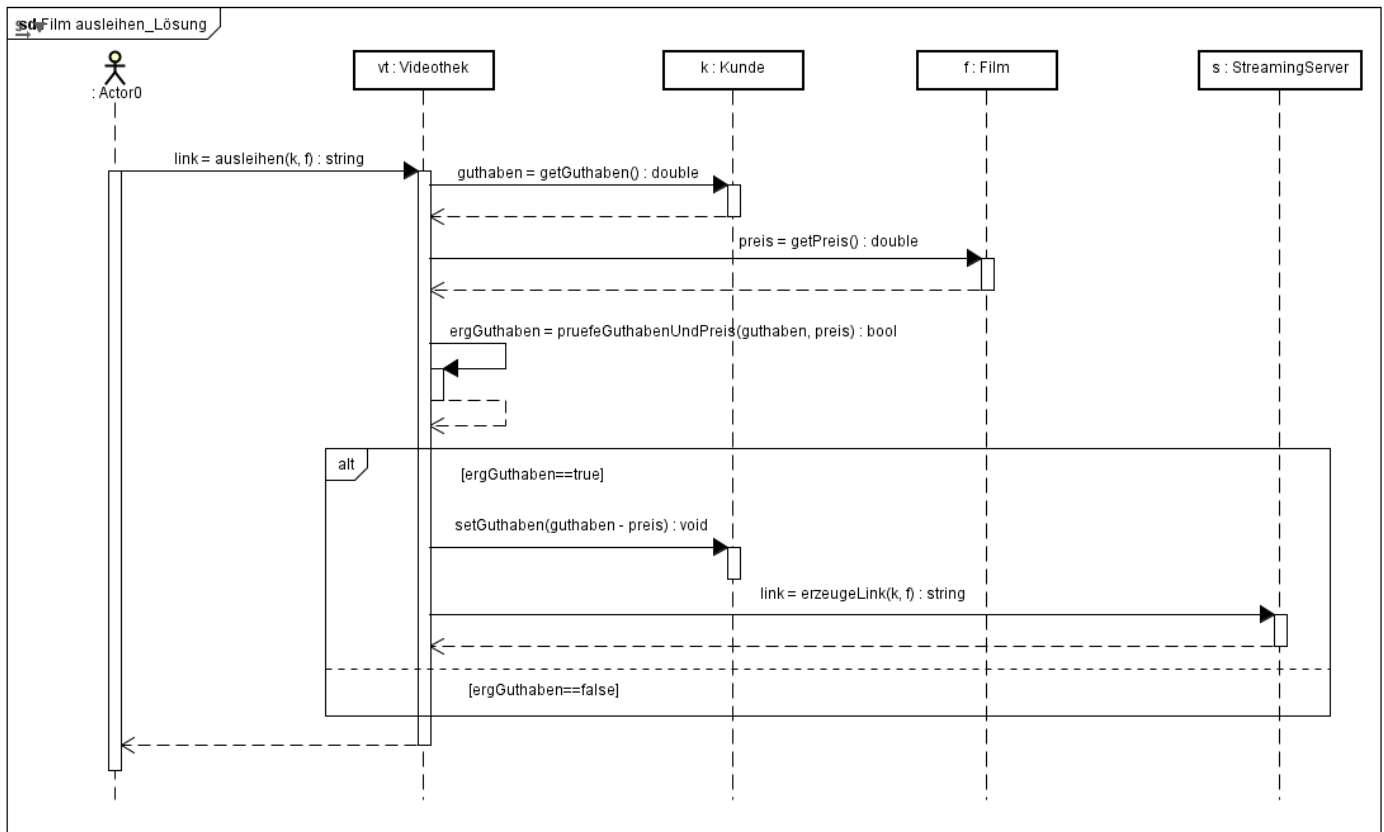 sd Film ausleihen_Lösung
: Actor0
vt : Videothek
k : Kunde
f : Film
s : StreamingServer
link = ausleihen(k, f) : string
guthaben = getGuthaben() : double
preis = getPreis() : double
ergGuthaben = pruefeGuthabenUndPreis(guthaben, preis) : bool
alt
[ergGuthaben==true]
setGuthaben(guthaben - preis) : void
link = erzeugeLink(k, f) : string
[ergGuthaben==false]